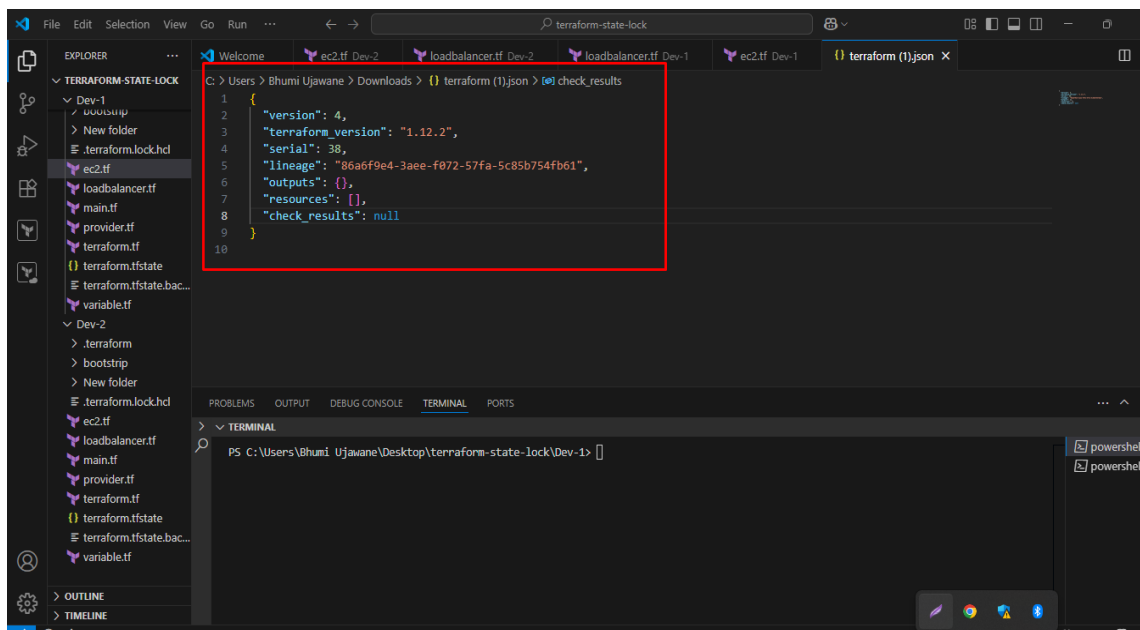 File Edit Selection View Go Run ... terraform-state-lock
EXPLORER ...
TERRAFORM-STATE-LOCK
Dev-1
bootstrip
New folder
.terraform.lock.hcl
ec2.tf
loadbalancer.tf
main.tf
provider.tf
terraform.tf
{} terraform.tfstate
terraform.tfstate.bac...
variable.tf
Dev-2
> .terraform
> bootstrip
> New folder
.terraform.lock.hcl
ec2.tf
loadbalancer.tf
main.tf
provider.tf
terraform.tf
{} terraform.tfstate
terraform.tfstate.bac...
variable.tf
> OUTLINE
> TIMELINE
Welcome ec2.tf Dev-2 loadbalancer.tf Dev-2 loadbalancer.tf Dev-1 ec2.tf Dev-1 {} terraform (1).json
C: > Users > Bhumi Ujawane > Downloads > {} terraform (1).json > check_results
1 {
2 "version": 4,
3 "terraform_version": "1.12.2",
4 "serial": 38,
5 "lineage": "86a6f9e4-3aee-f072-57fa-5c85b754fb61",
6 "outputs": {},
7 "resources": [],
8 "check_results": null
9 }
10
PROBLEMS OUTPUT DEBUG CONSOLE TERMINAL PORTS ...
TERMINAL
PS C:\Users\Bhumi Ujawane\Desktop\terraform-state-lock\Dev-1>
powershel
powershel